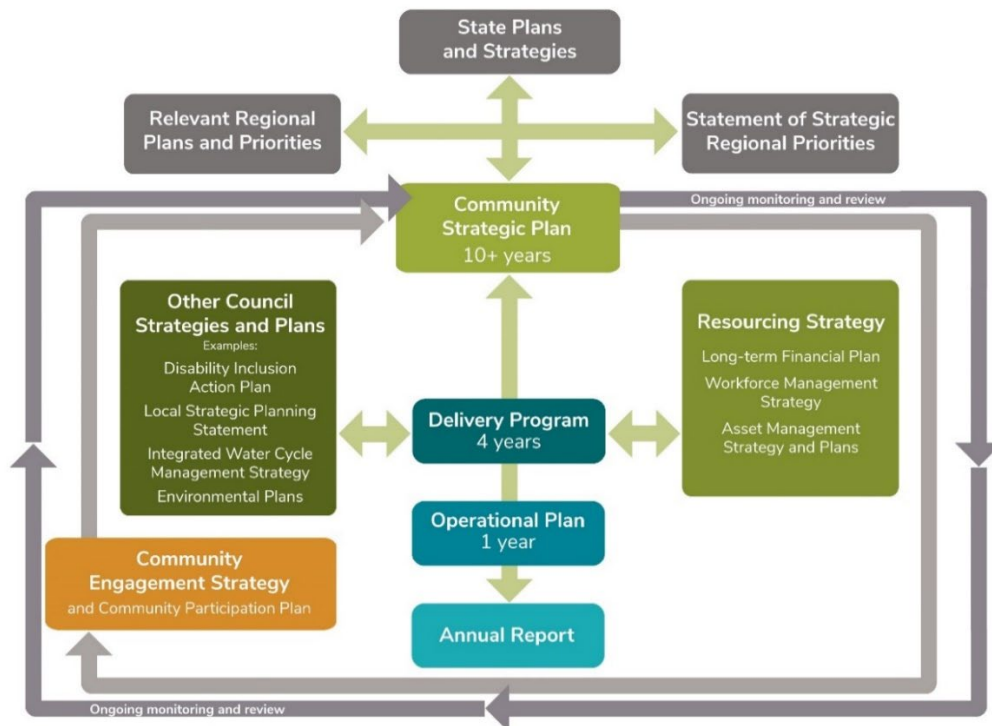 State Plans
and Strategies
Relevant Regional
Plans and Priorities
Statement of Strategic
Regional Priorities
Community
Strategic Plan
10+ years
Ongoing monitoring and review
Other Council
Strategies and Plans
Examples:
Disability Inclusion
Action Plan
Local Strategic Planning
Statement
Integrated Water Cycle
Management Strategy
Environmental Plans
Resourcing Strategy
Long-term Financial Plan
Workforce Management
Strategy
Asset Management
Strategy and Plans
Delivery Program
4 years
Operational Plan
1 year
Community
Engagement Strategy
and Community Participation Plan
Annual Report
Ongoing monitoring and review